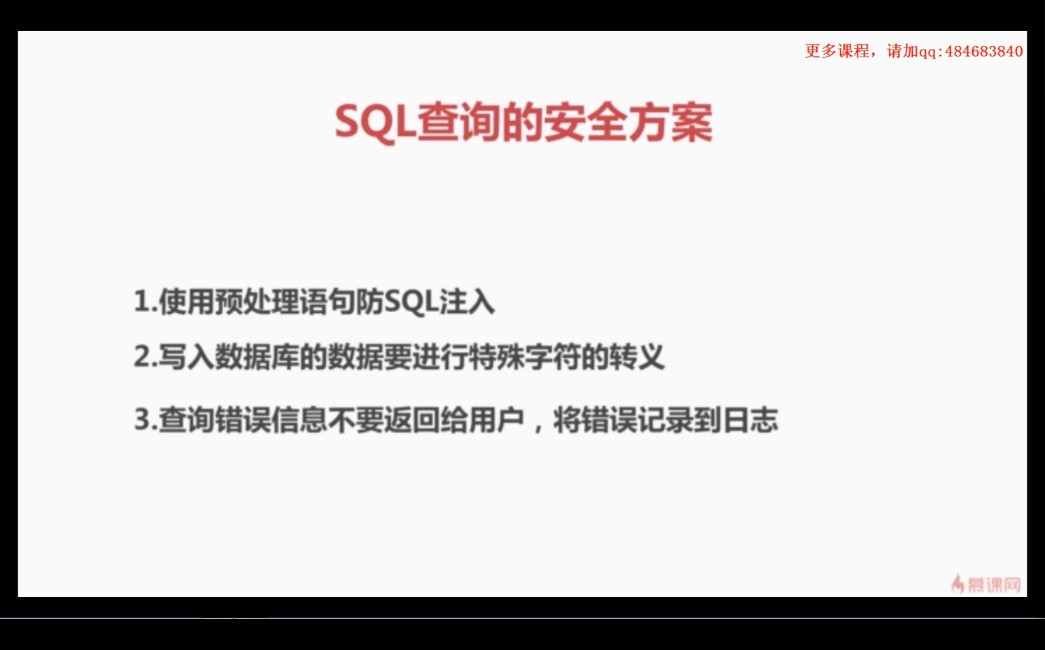 更多课程，请加qq:484683840
SQL查询的安全方案
1.使用预处理语句防SQL注入
2.写入数据库的数据要进行特殊字符的转义
3.查询错误信息不要返回给用户，将错误记录到日志
慕课网